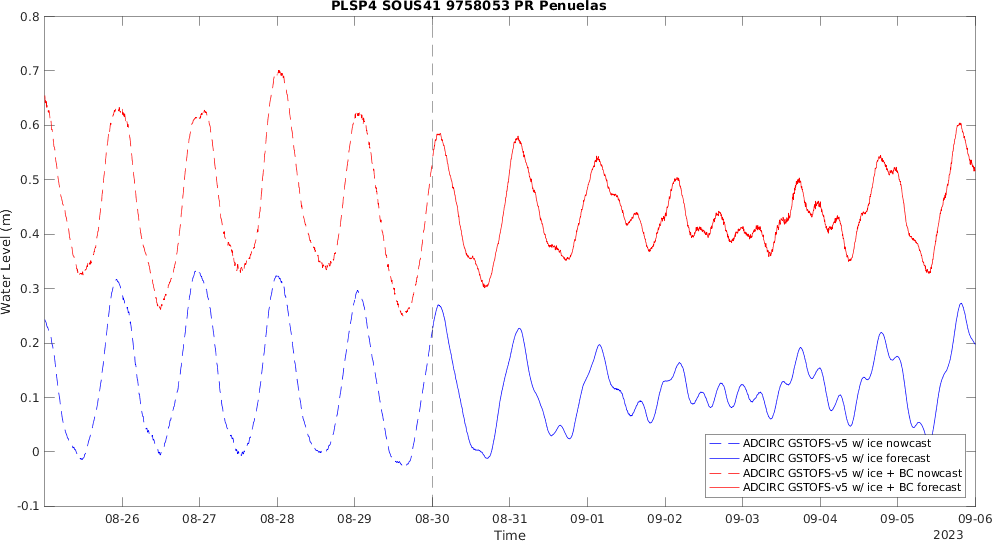 PLSP4 SOUS41 9758053 PR Penuelas
0.8
0.7
0.6
0.5
0.4
0.3
0.2
0.1
0
-0.1
Water Level (m)
ADCIRC GSTOFS-v5 w/ ice nowcast
ADCIRC GSTOFS-v5 w/ ice forecast
ADCIRC GSTOFS-v5 w/ ice + BC nowcast
ADCIRC GSTOFS-v5 w/ ice + BC forecast
08-26 08-27 08-28 08-29 08-30 08-31 09-01 09-02 09-03 09-04 09-05 09-06
Time
2023